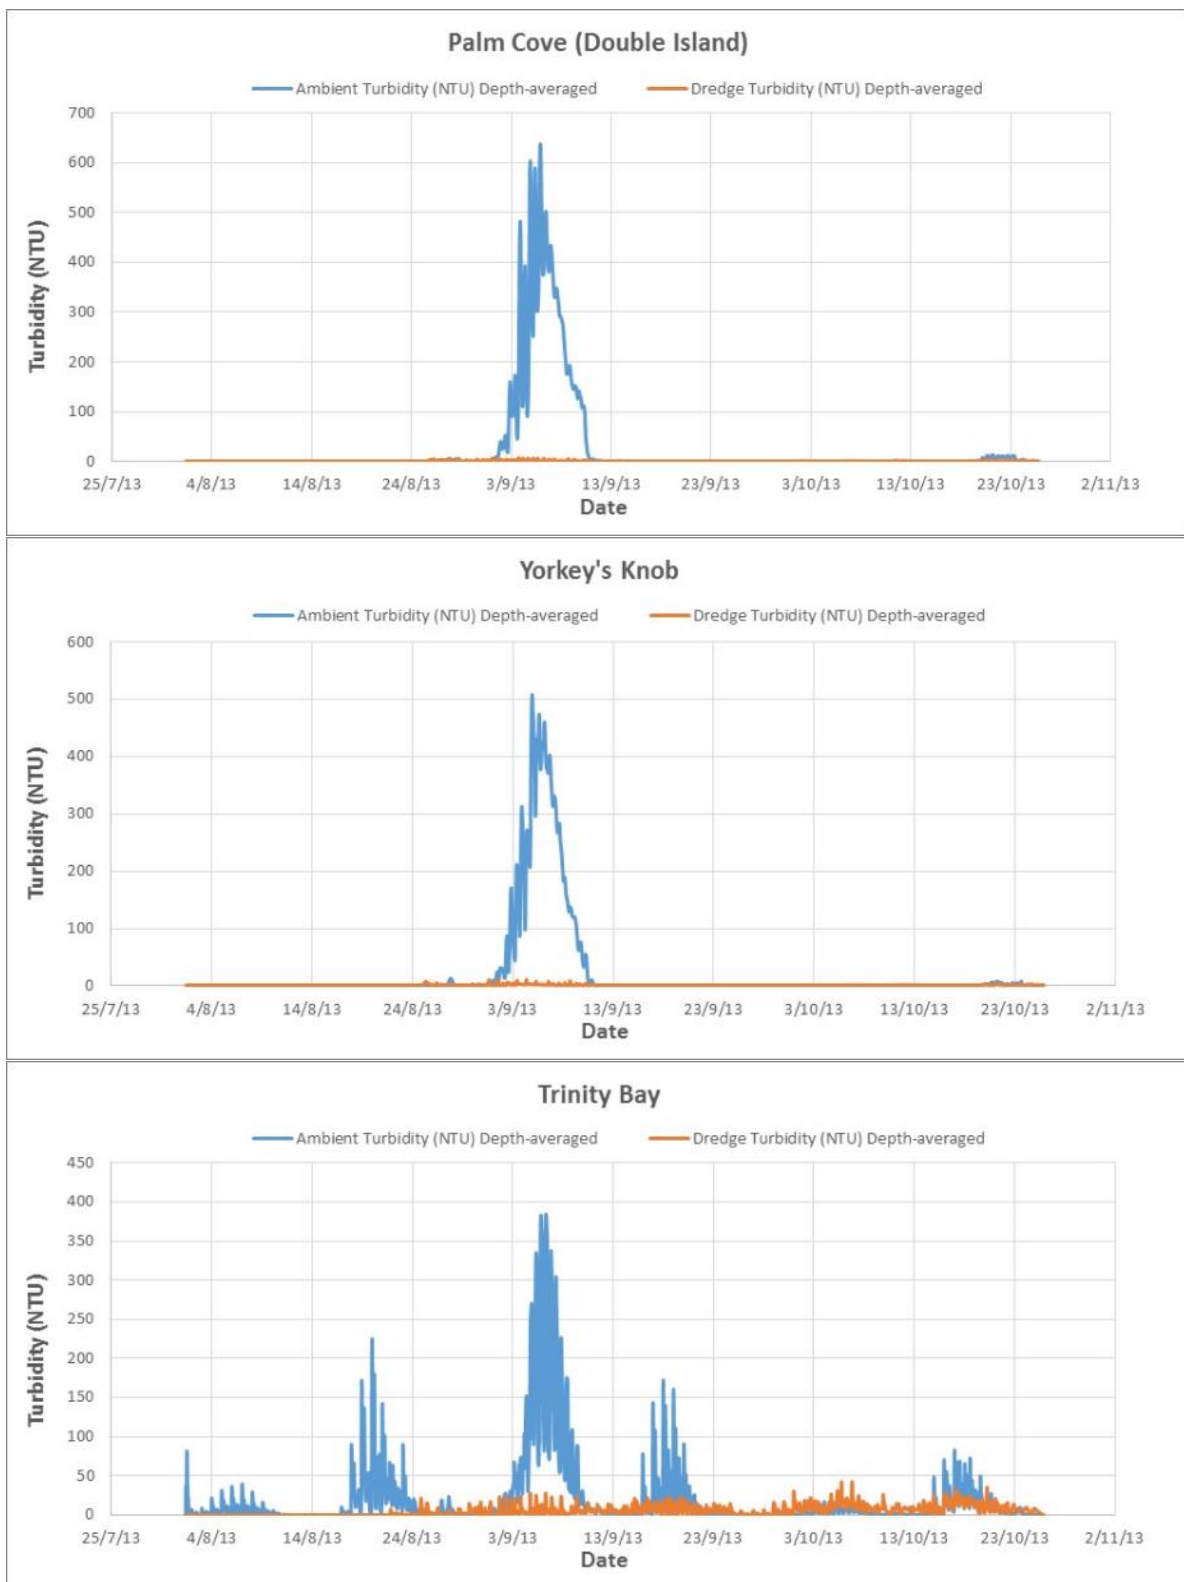 Palm Cove (Double Island)
Ambient Turbidity (NTU) Depth-averaged Dredge Turbidity (NTU) Depth-averaged
Turbidity (NTU)
700
600
500
400
300
200
100
0
25/7/13 4/8/13 14/8/13 24/8/13 3/9/13 13/9/13 23/9/13 3/10/13 13/10/13 23/10/13 2/11/13
Date
Yorkey's Knob
Ambient Turbidity (NTU) Depth-averaged Dredge Turbidity (NTU) Depth-averaged
Turbidity (NTU)
600
500
400
300
200
100
0
25/7/13 4/8/13 14/8/13 24/8/13 3/9/13 13/9/13 23/9/13 3/10/13 13/10/13 23/10/13 2/11/13
Date
Trinity Bay
Ambient Turbidity (NTU) Depth-averaged Dredge Turbidity (NTU) Depth-averaged
Turbidity (NTU)
450
400
350
300
250
200
150
100
50
0
25/7/13 4/8/13 14/8/13 24/8/13 3/9/13 13/9/13 23/9/13 3/10/13 13/10/13 23/10/13 2/11/13
Date